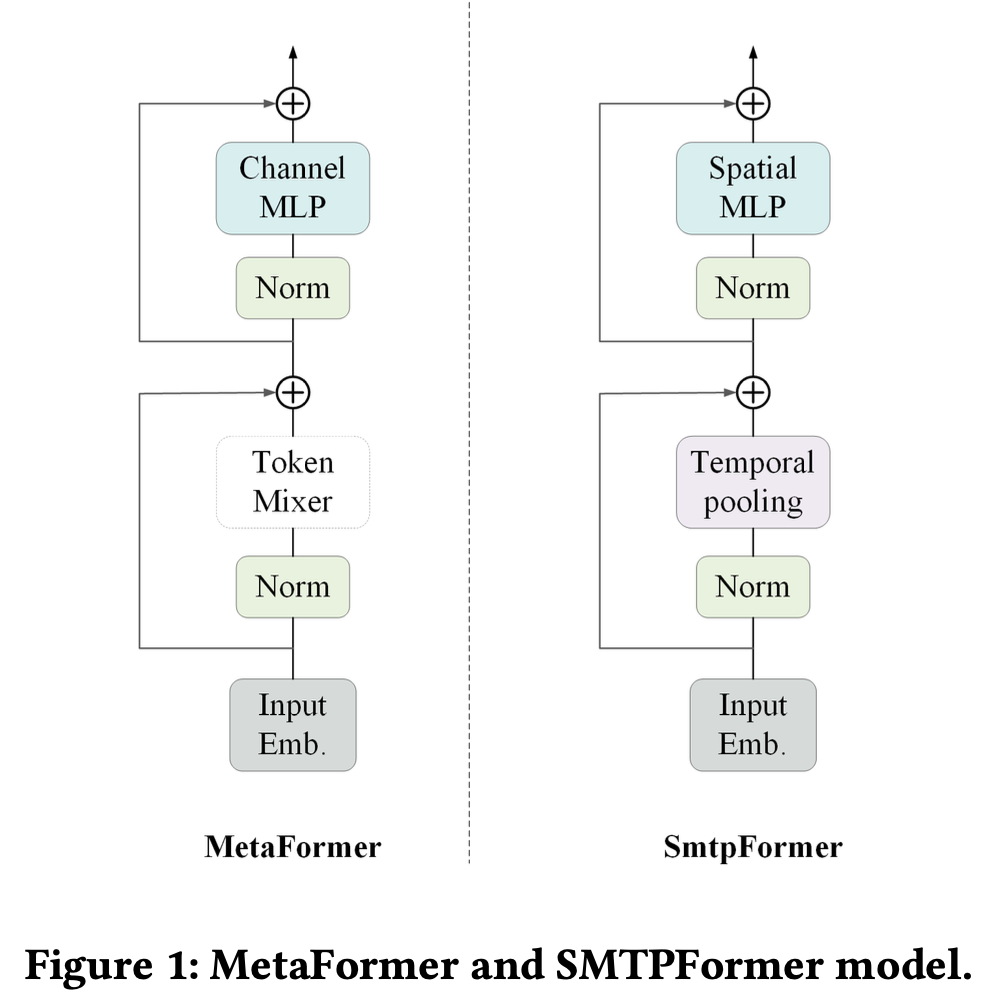 Channel
MLP
Norm
Token
Mixer
Norm
Input
Emb.
MetaFormer
Spatial
MLP
Norm
Temporal
pooling
Norm
Input
Emb.
SmtpFormer
Figure 1: MetaFormer and SMTPFormer model.